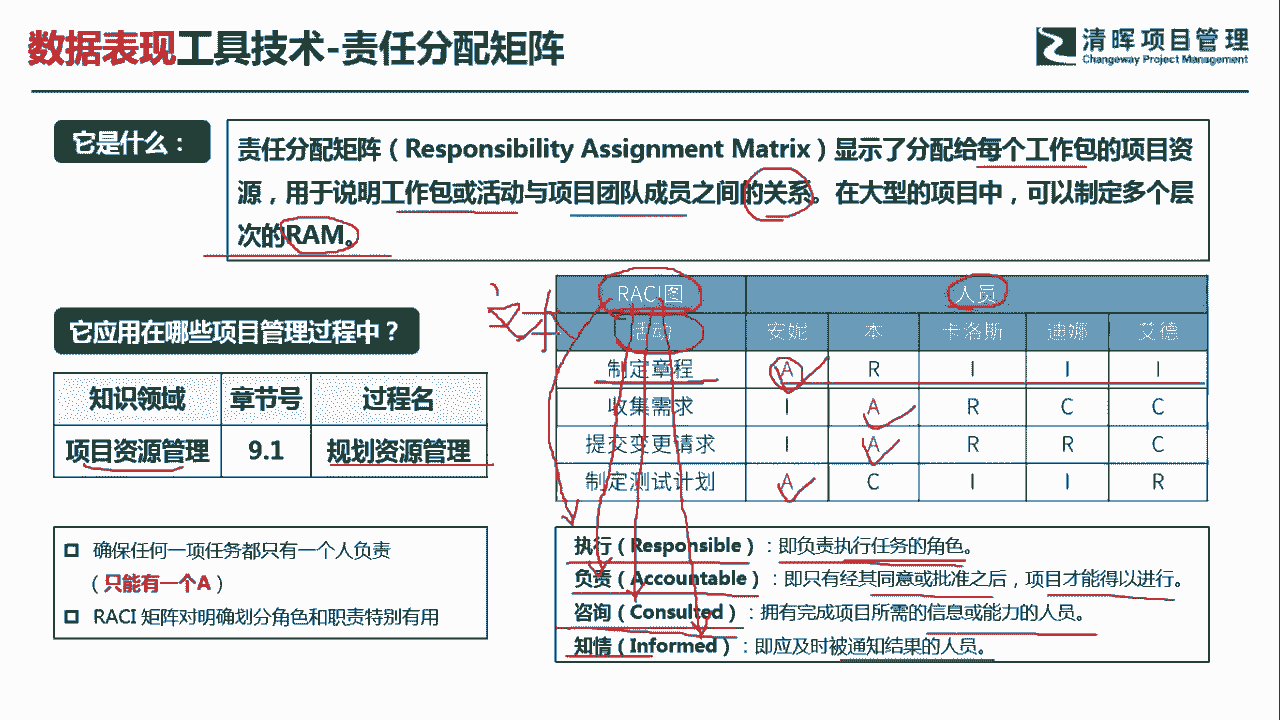 数据表现工具技术-责任分配矩阵
清晖项目管理
Changeway Project Management
它是什么：
责任分配矩阵（Responsibility Assignment Matrix）显示了分配给每个工作包的项目资
源，用于说明工作包或活动与项目团队成员之间的关系。在大型的项目中，可以制定多个层
次的RAM。
它应用在哪些项目管理过程中？
知识领域 章节号 过程名
项目资源管理 9.1 规划资源管理
确保任何一项任务都只有一个人负责
（只能有一个A）
RACI 矩阵对明确划分角色和职责特别有用
RACI图 人员
活动 安妮 本 卡洛斯 迪娜 艾德
制定章程 A R I I I
收集需求 I A R C C
提交变更请求 I A R R C
制定测试计划 A C I I R
执行（Responsible）：即负责执行任务的角色。
负责（Accountable）：即只有经其同意或批准之后，项目才能得以进行。
咨询（Consulted）：拥有完成项目所需的信息或能力的人员。
知情（Informed）：即应及时被通知结果的人员。